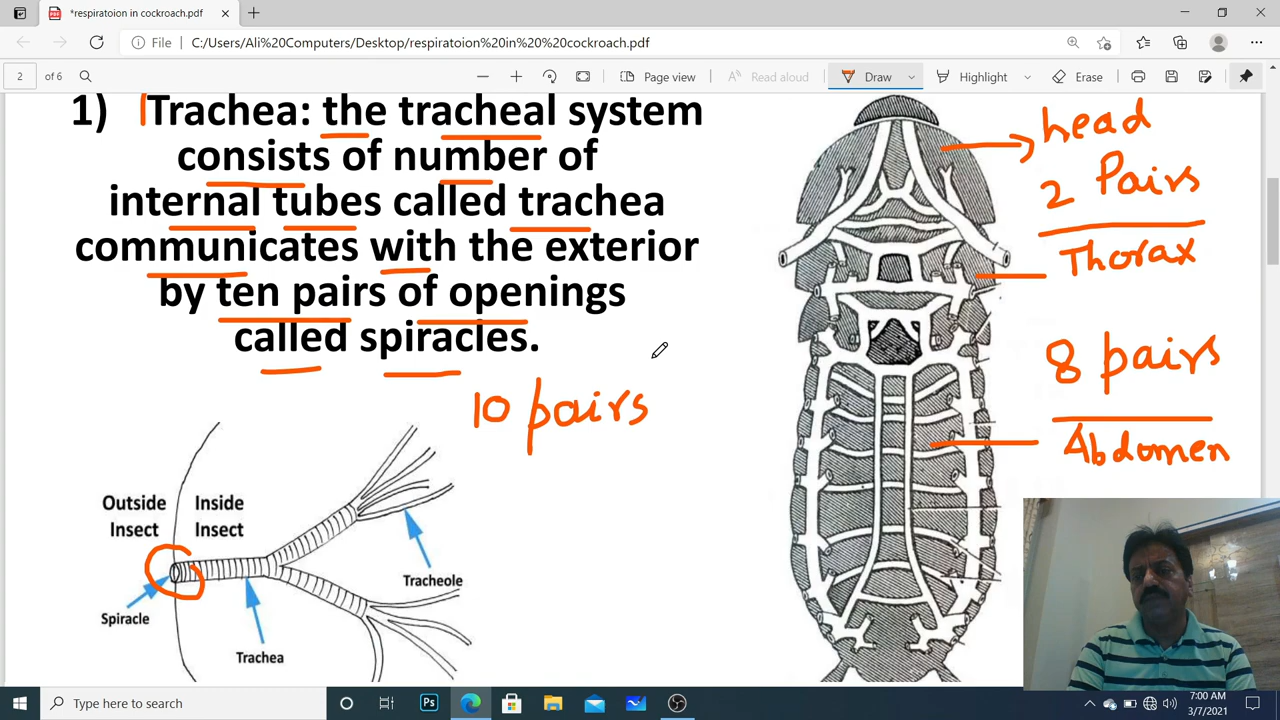 *respiratoion in cockroach.pdf
File C:/Users/Ali%20Computers/Desktop/respiratoion%20in%20%20cockroach.pdf
2 of 6 Page view Read aloud Draw Highlight Erase
1) Trachea: the tracheal system
consists of number of
internal tubes called trachea
communicates with the exterior
by ten pairs of openings
called spiracles.
10 pairs
head
2 Pairs
Thorax
8 pairs
Abdomen
Outside
Insect
Inside
Insect
Spiracle
Trachea
Tracheole
Type here to search
Ps
7:00 AM
3/7/2021